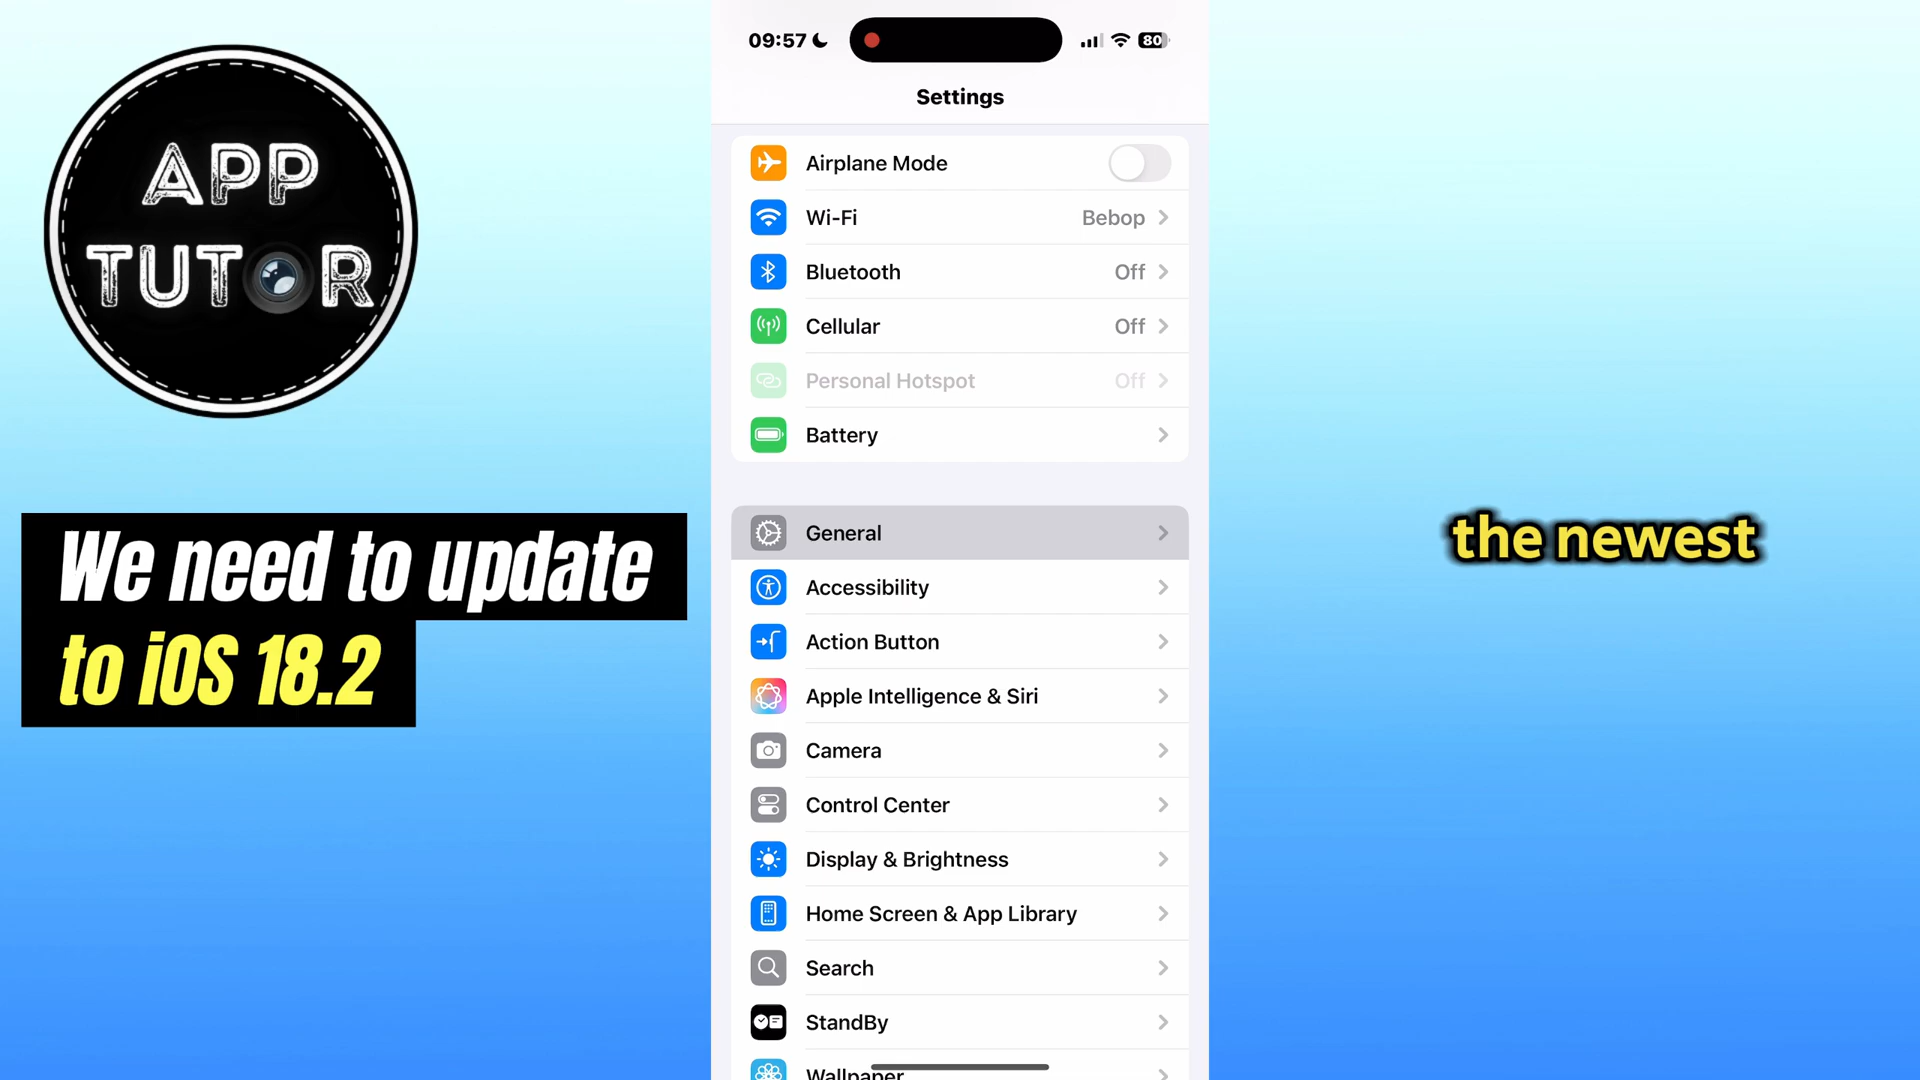 APP
TUTOR
We need to update
to iOS 18.2
09:57
80
Settings
Airplane Mode
Wi-Fi Bebop
Bluetooth Off
Cellular Off
Personal Hotspot Off
Battery
General
Accessibility
Action Button
Apple Intelligence & Siri
Camera
Control Center
Display & Brightness
Home Screen & App Library
Search
StandBy
Wallpaper
the newest